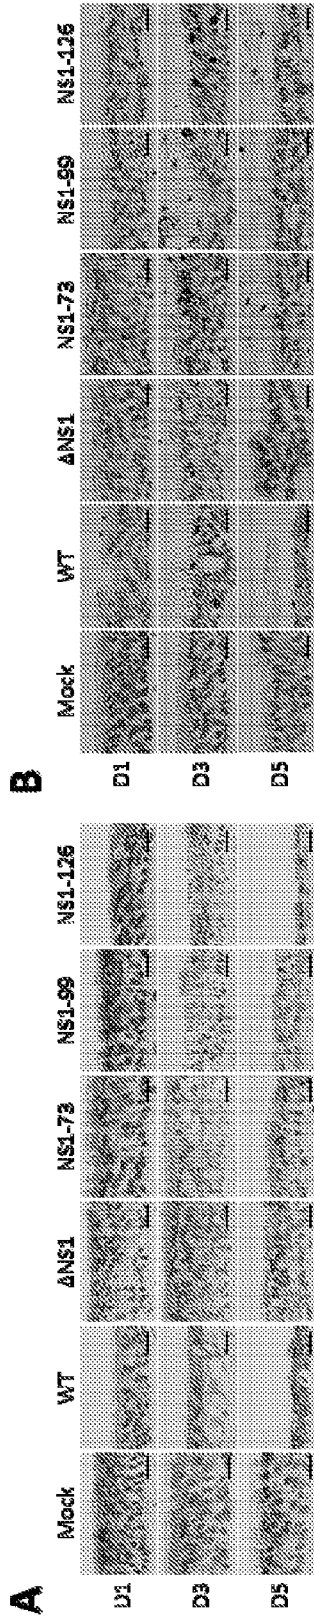 A
Mock WT ΔNS1 NS1-73 NS1-99 NS1-126
D1
D3
D5
B
Mock WT ΔNS1 NS1-73 NS1-99 NS1-126
D1
D3
D5